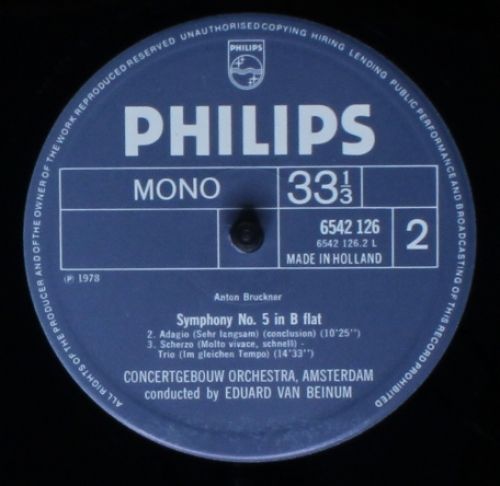 ALL RIGHTS OF THE PRODUCER AND OF THE OWNER OF THE WORK REPRODUCED RESERVED UNAUTHORISED COPYING HIRING LENDING PUBLIC PERFORMANCE AND BROADCASTING OF THIS RECORD PROHIBITED
PHILIPS
PHILIPS
MONO
33 1/3
6542 126
6542 126.2 L
MADE IN HOLLAND
2
℗ 1978
Anton Bruckner
Symphony No. 5 in B flat
2. Adagio (Sehr langsam) (conclusion) (10'25'')
3. Scherzo (Molto vivace, schnell) -
Trio (Im gleichen Tempo) (14'33'')
CONCERTGEBOUW ORCHESTRA, AMSTERDAM
conducted by EDUARD VAN BEINUM